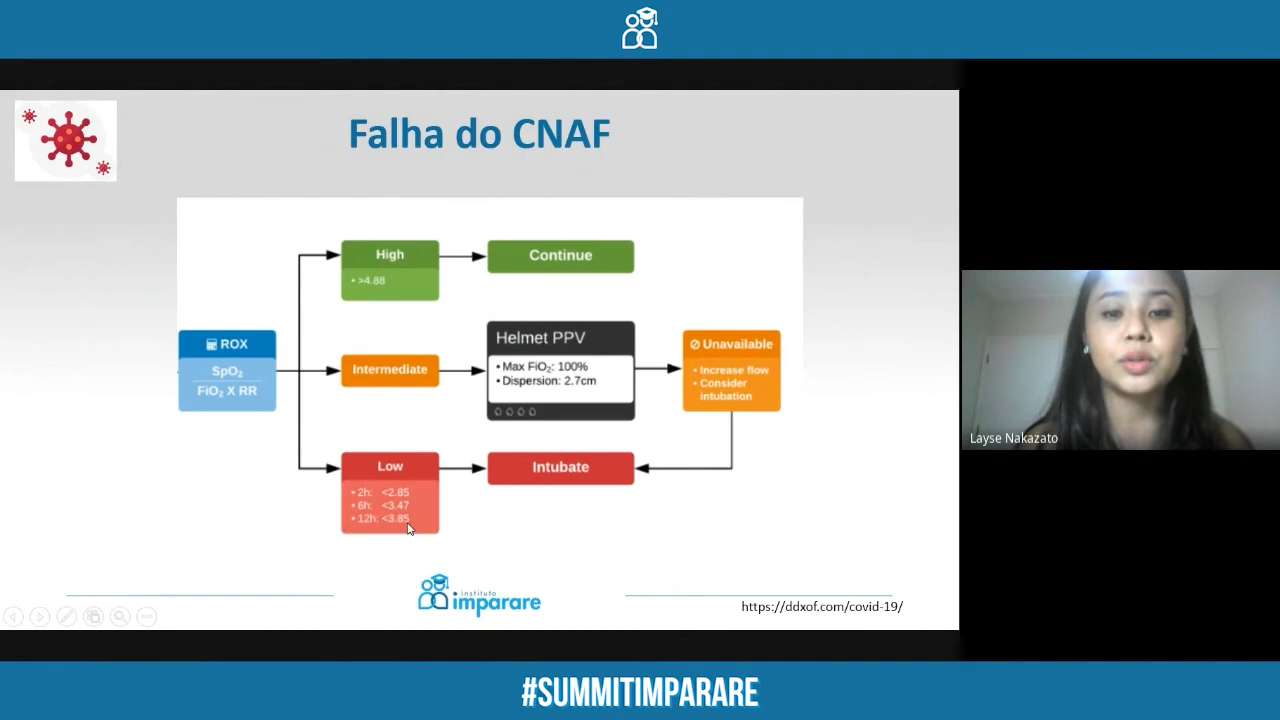 Falha do CNAF
High
• >4.88
Continue
ROX
SpO₂
FiO₂ X RR
Intermediate
Helmet PPV
• Max FiO₂: 100%
• Dispersion: 2.7cm
Unavailable
• Increase flow
• Consider
intubation
Low
• 2h: <2.85
• 6h: <3.47
• 12h: <3.85
Intubate
Layse Nakazato
instituto
imparare
https://ddxof.com/covid-19/
#SUMMITIMPARARE